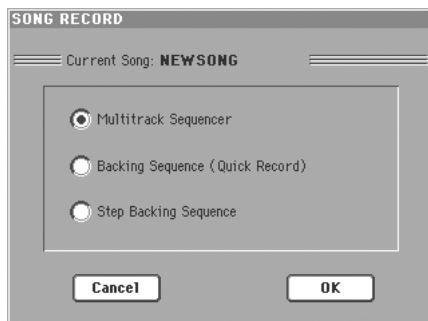 SONG RECORD
Current Song: NEWSONG
Multitrack Sequencer
Backing Sequence (Quick Record)
Step Backing Sequence
Cancel OK